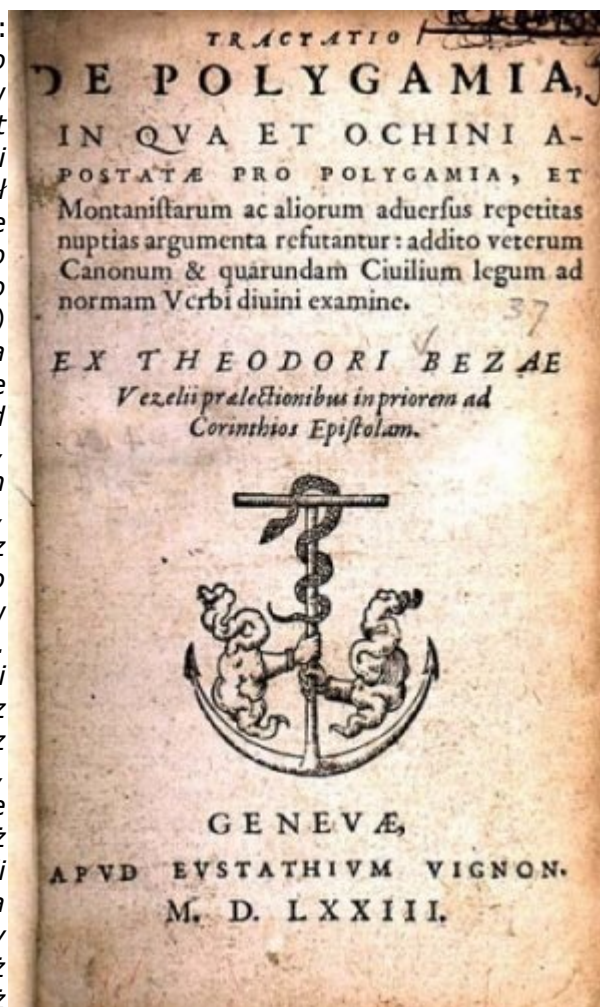 TRACTATIO
DE POLYGAMIA,
IN QVA ET OCHINI A-
POSTATÆ PRO POLYGAMIA, ET
Montaniſtarum ac aliorum aduerſus repetitas
nuptias argumenta refutantur: addito veterum
Canonum & quarundam Ciuilium legum ad
normam Verbi diuini examine.
37
EX THEODORI BEZAE
Vezelii prælectionibus in priorem ad
Corinthios Epiſtolam.
GENEVÆ,
APVD EVSTATHIVM VIGNON.
M. D. LXXIII.